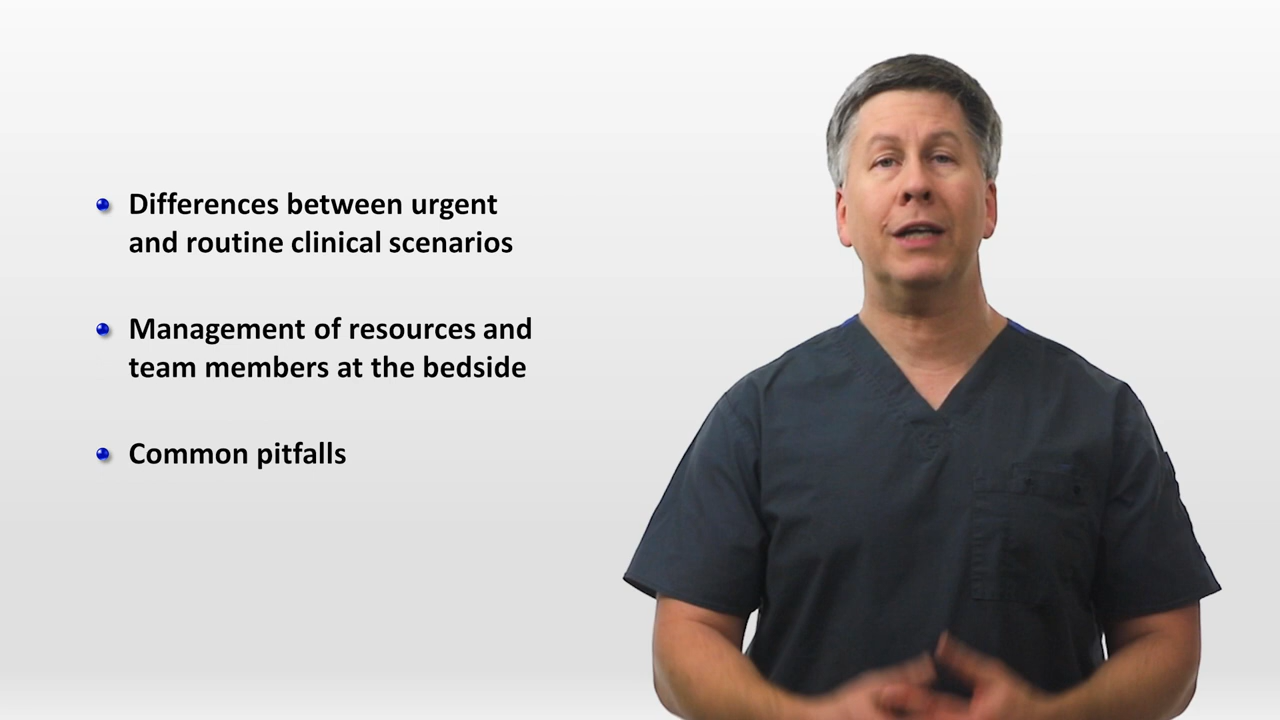 Differences between urgent
and routine clinical scenarios
Management of resources and
team members at the bedside
Common pitfalls